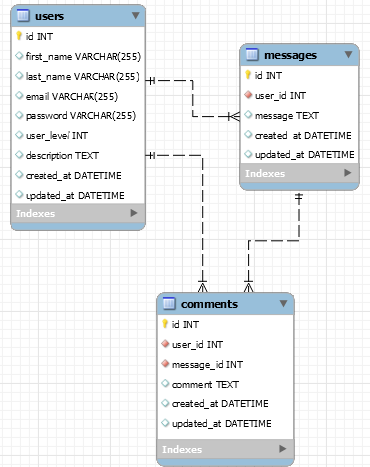 users
id INT
first_name VARCHAR(255)
last_name VARCHAR(255)
email VARCHAR(255)
password VARCHAR(255)
user_level INT
description TEXT
created_at DATETIME
updated_at DATETIME
Indexes
messages
id INT
user_id INT
message TEXT
created_at DATETIME
updated_at DATETIME
Indexes
comments
id INT
user_id INT
message_id INT
comment TEXT
created_at DATETIME
updated_at DATETIME
Indexes